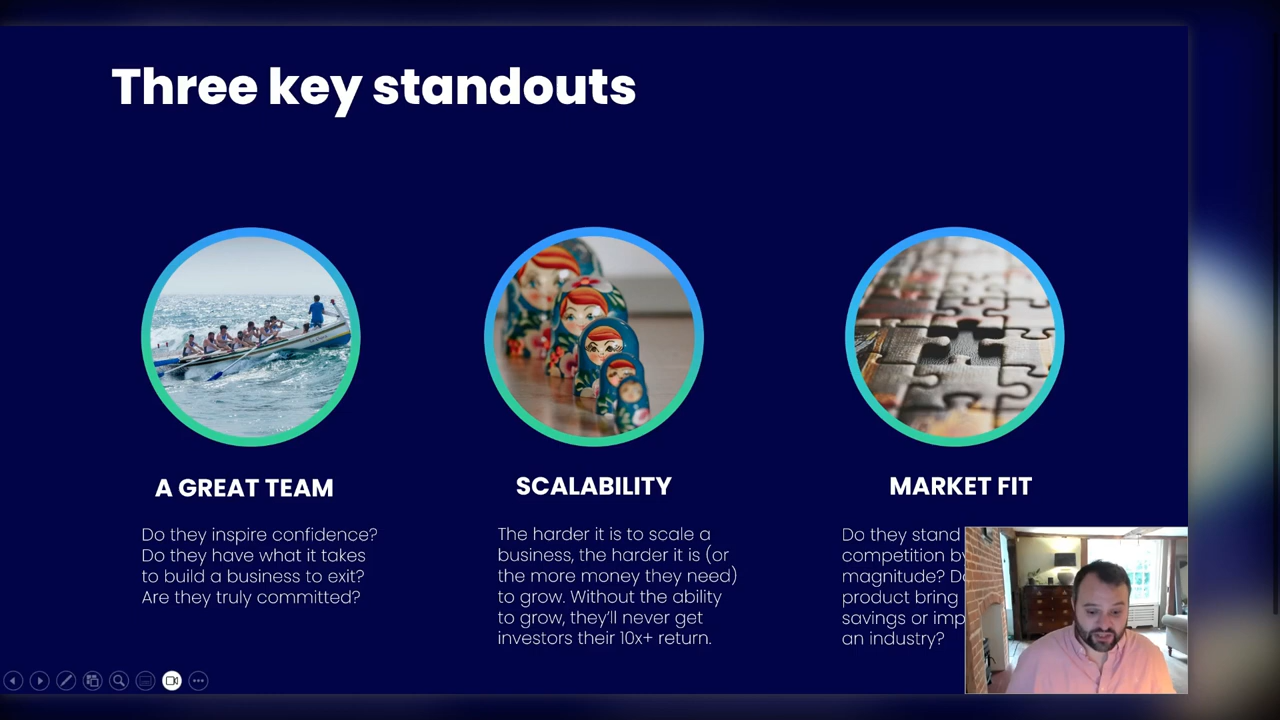 Three key standouts
A GREAT TEAM
Do they inspire confidence?
Do they have what it takes
to build a business to exit?
Are they truly committed?
SCALABILITY
The harder it is to scale a
business, the harder it is (or
the more money they need)
to grow. Without the ability
to grow, they'll never get
investors their 10x+ return.
MARKET FIT
Do they stand
competition
magnitude?
product bring
savings or
an industry?